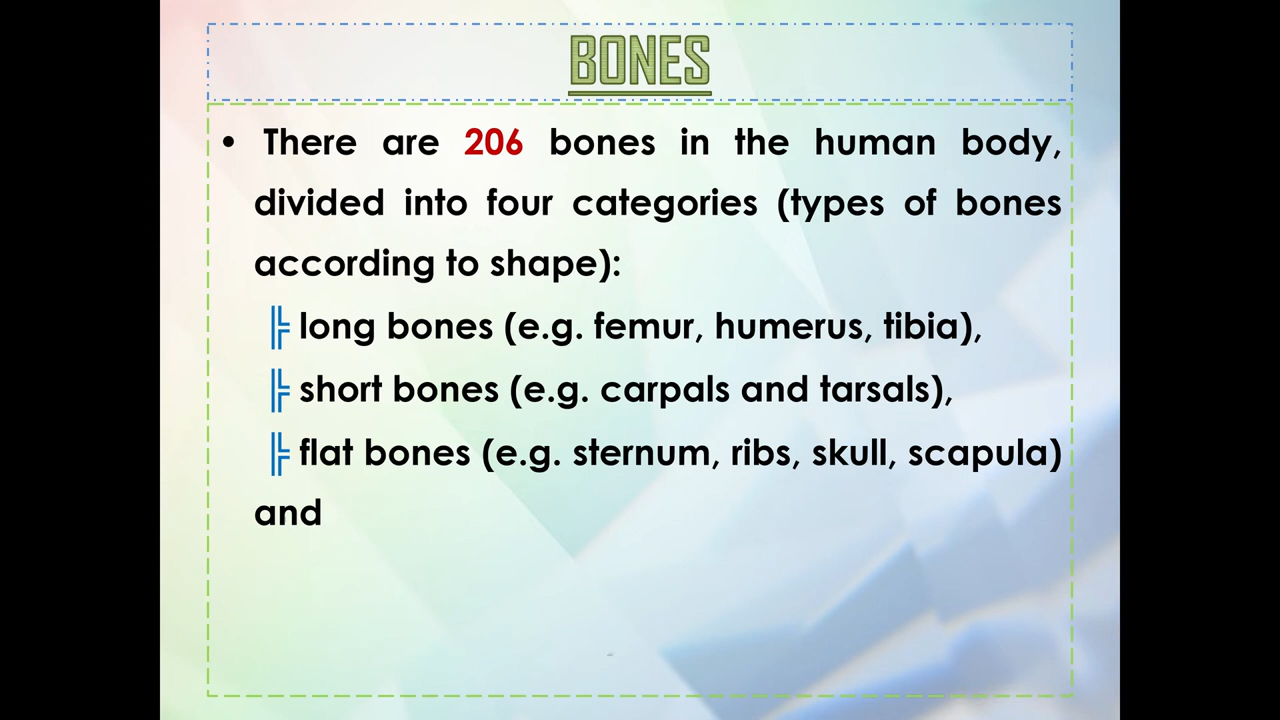 BONES
• There are 206 bones in the human body,
divided into four categories (types of bones
according to shape):
╠ long bones (e.g. femur, humerus, tibia),
╠ short bones (e.g. carpals and tarsals),
╠ flat bones (e.g. sternum, ribs, skull, scapula)
and